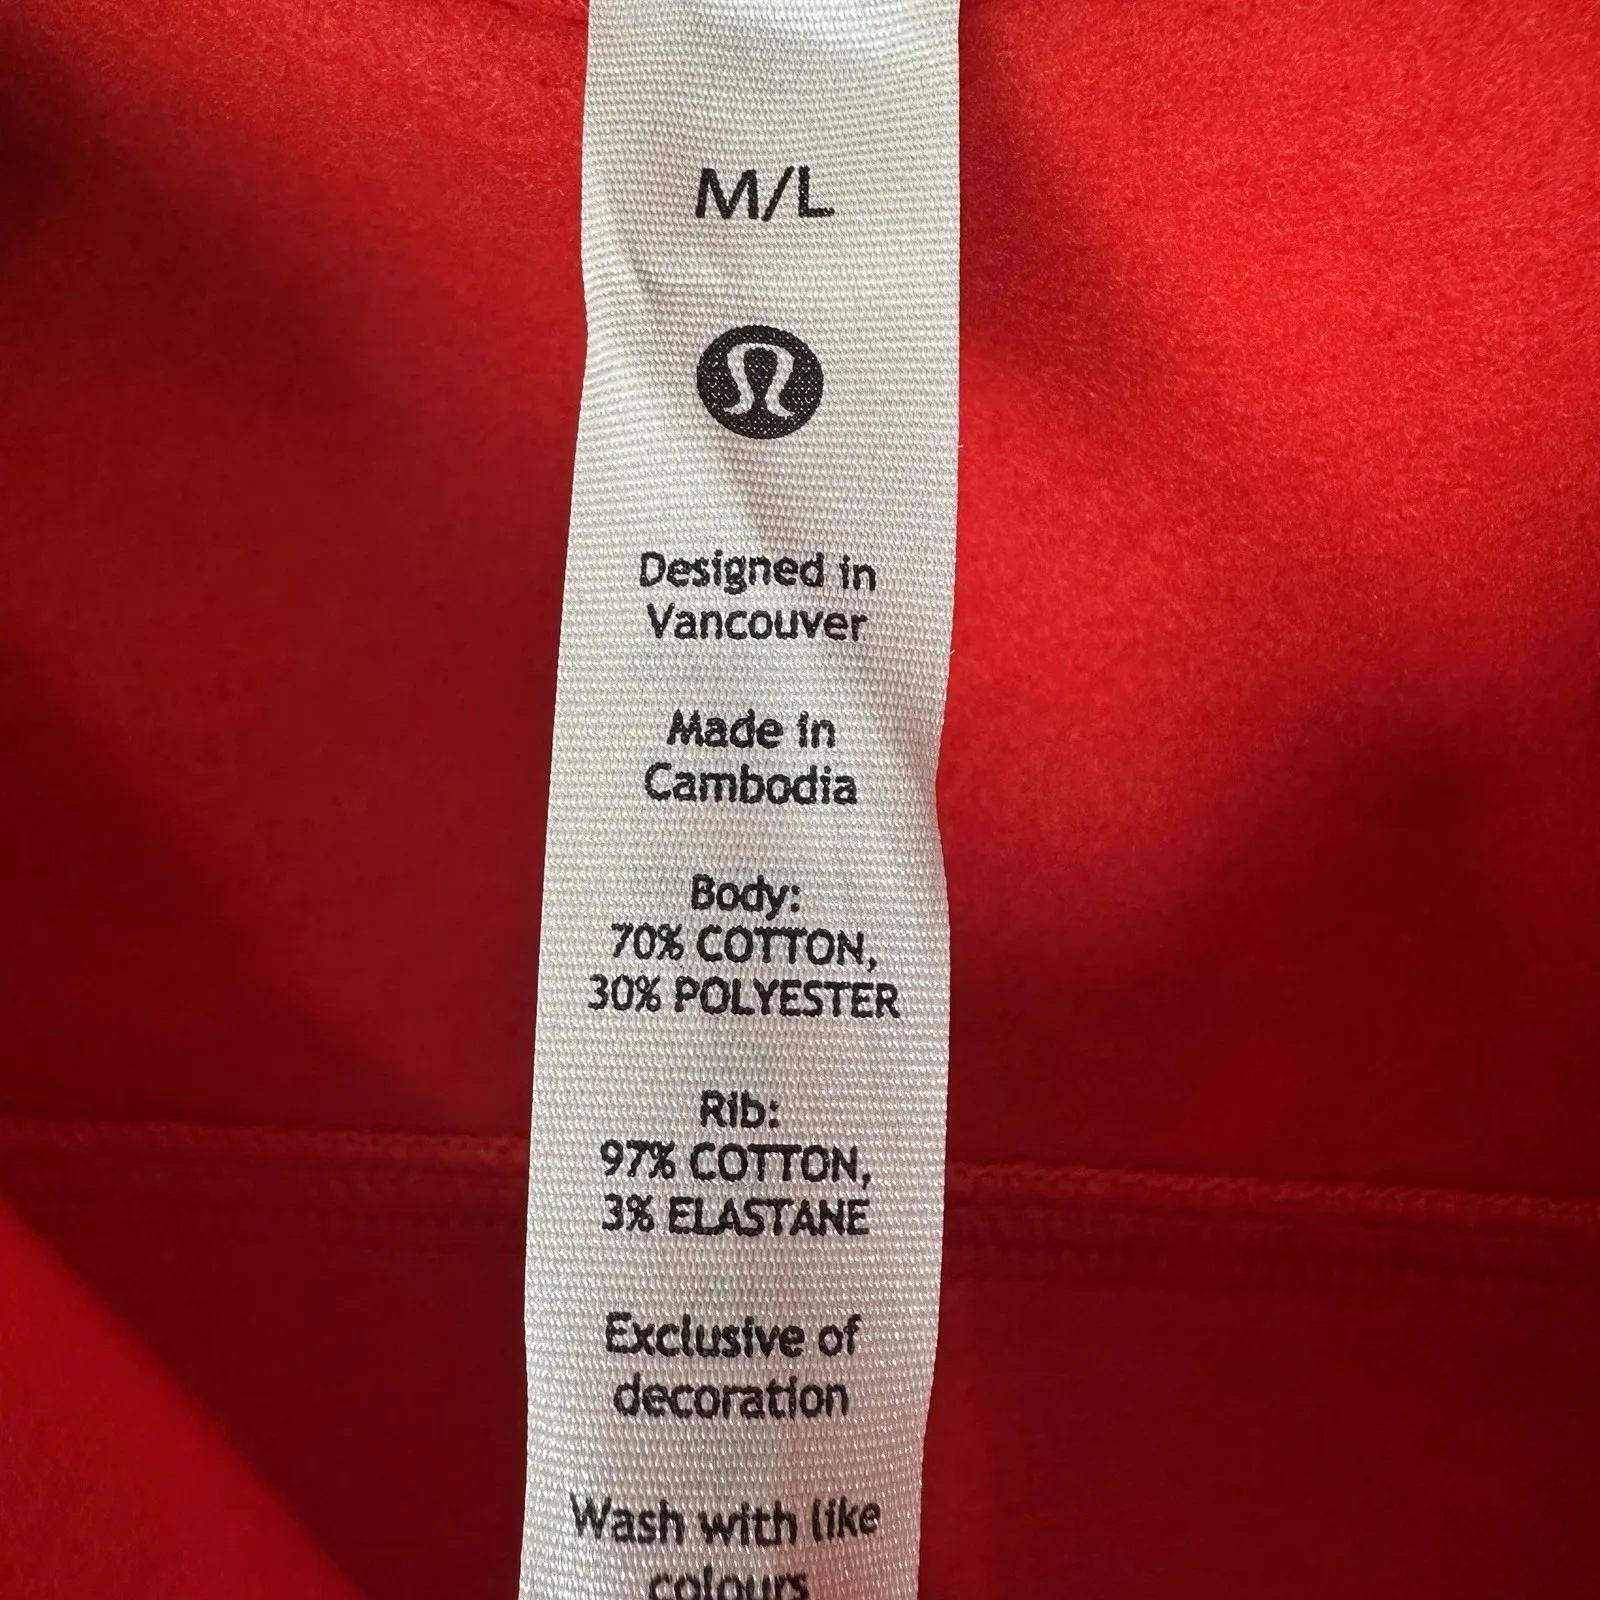 M/L
Designed in
Vancouver
Made in
Cambodia
Body:
70% COTTON,
30% POLYESTER
Rib:
97% COTTON,
3% ELASTANE
Exclusive of
decoration
Wash with like
colours